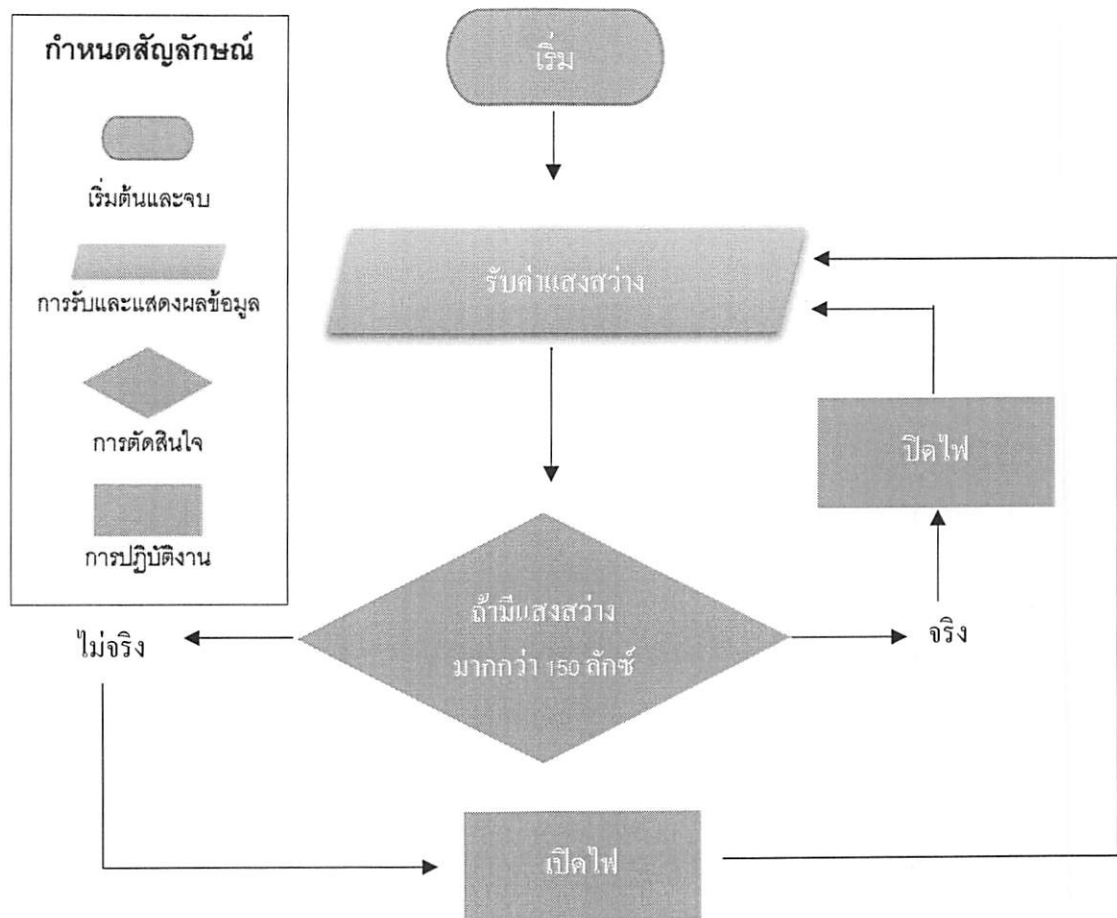 กำหนดสัญลักษณ์
เริ่มต้นและจบ
การรับและแสดงผลข้อมูล
การตัดสินใจ
การปฏิบัติงาน
เริ่ม
รับค่าแสงสว่าง
ปิดไฟ
ถ้ามีแสงสว่าง
มากกว่า 150 ลักซ์
ไม่จริง
จริง
เปิดไฟ